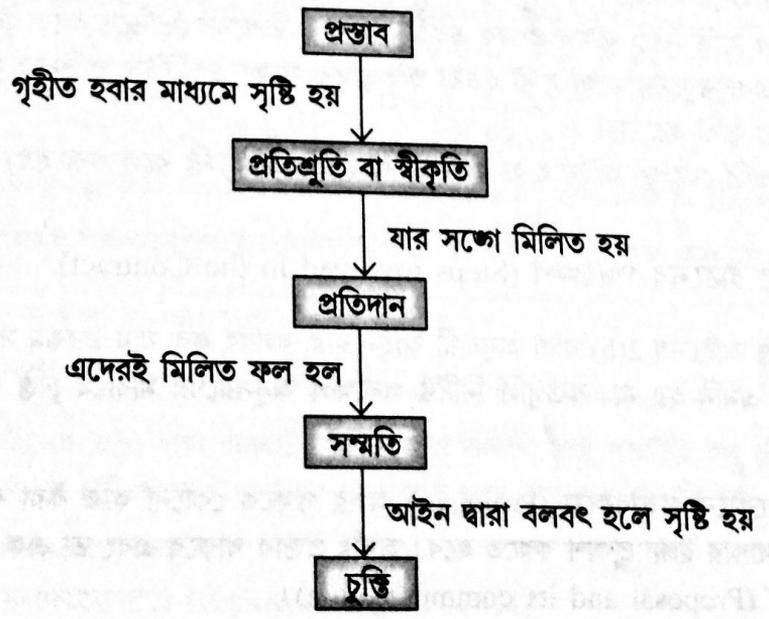 প্রস্তাব
গৃহীত হবার মাধ্যমে সৃষ্টি হয়
প্রতিশ্রুতি বা স্বীকৃতি
যার সঙ্গে মিলিত হয়
প্রতিদান
এদেরই মিলিত ফল হল
সম্মতি
আইন দ্বারা বলবৎ হলে সৃষ্টি হয়
চুক্তি